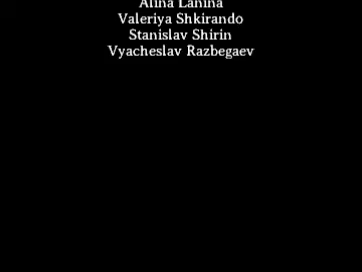 Alina Lanina
Valeriya Shkirando
Stanislav Shirin
Vyacheslav Razbegaev